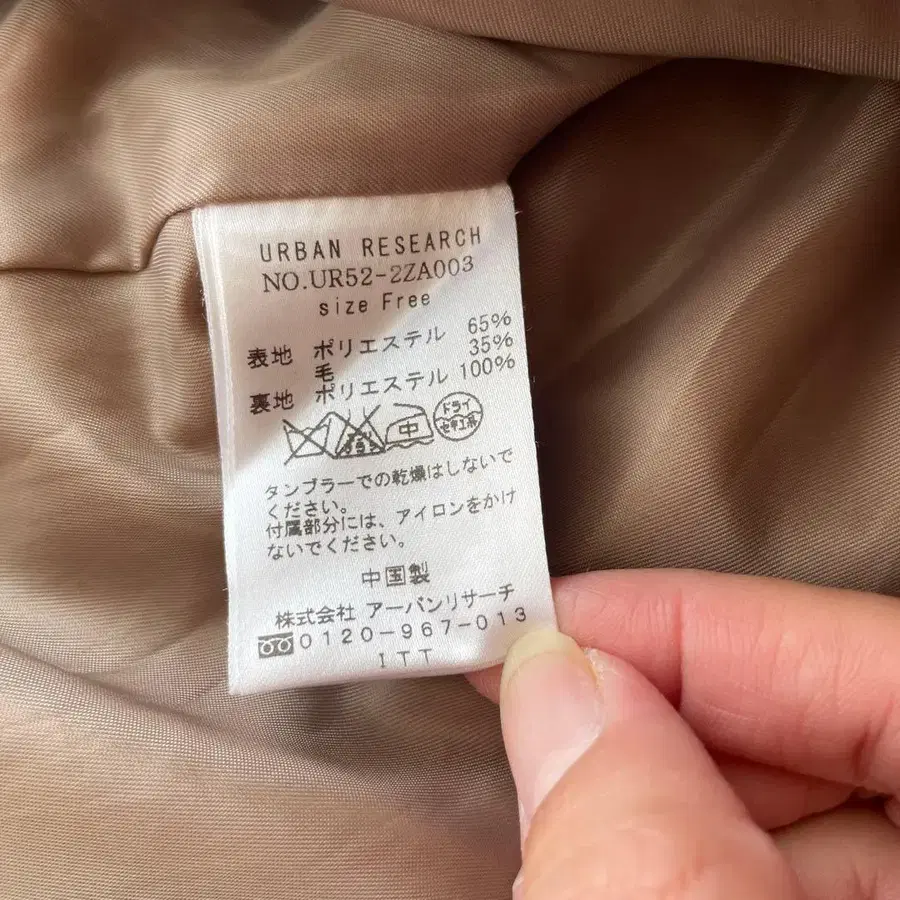 URBAN RESEARCH
NO.UR52-2ZA003
size Free
表地 ポリエステル 65%
毛 35%
裏地 ポリエステル 100%
中 ドライ セキユ系
タンブラーでの乾燥はしないで
ください。
付属部分には、アイロンをかけ
ないでください。
中国製
株式会社 アーバンリサーチ
0120-967-013
ITT